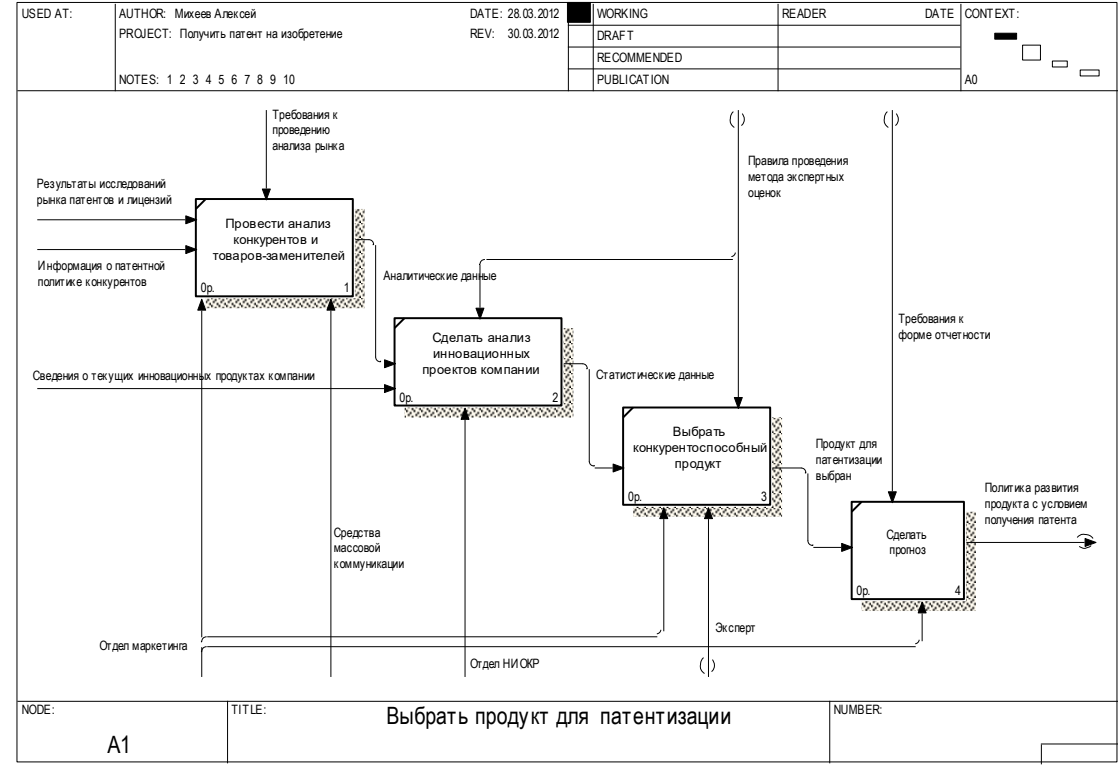 USED AT:
AUTHOR: Михеев Алексей
DATE: 28.03.2012
WORKING
READER
DATE
CONTEXT:
PROJECT: Получить патент на изобретение
REV: 30.03.2012
DRAFT
RECOMMENDED
NOTES: 1 2 3 4 5 6 7 8 9 10
PUBLICATION
A0
Требования к
проведению
анализа рынка
Правила проведения
метода экспертных
оценок
Результаты исследований
рынка патентов и лицензий
Провести анализ
конкурентов и
товаров-заменителей
0р.
1
Информация о патентной
политике конкурентов
Аналитические данные
Требования к
форме отчетности
Сделать анализ
инновационных
проектов компании
0р.
2
Сведения о текущих инновационных продуктах компании
Статистические данные
Выбрать
конкурентоспособный
продукт
0р.
3
Продукт для
патентизации
выбран
Политика развития
продукта с условием
получения патента
Сделать
прогноз
0р.
4
Средства
массовой
коммуникации
Отдел маркетинга
Эксперт
Отдел НИОКР
NODE:
A1
TITLE:
Выбрать продукт для патентизации
NUMBER: